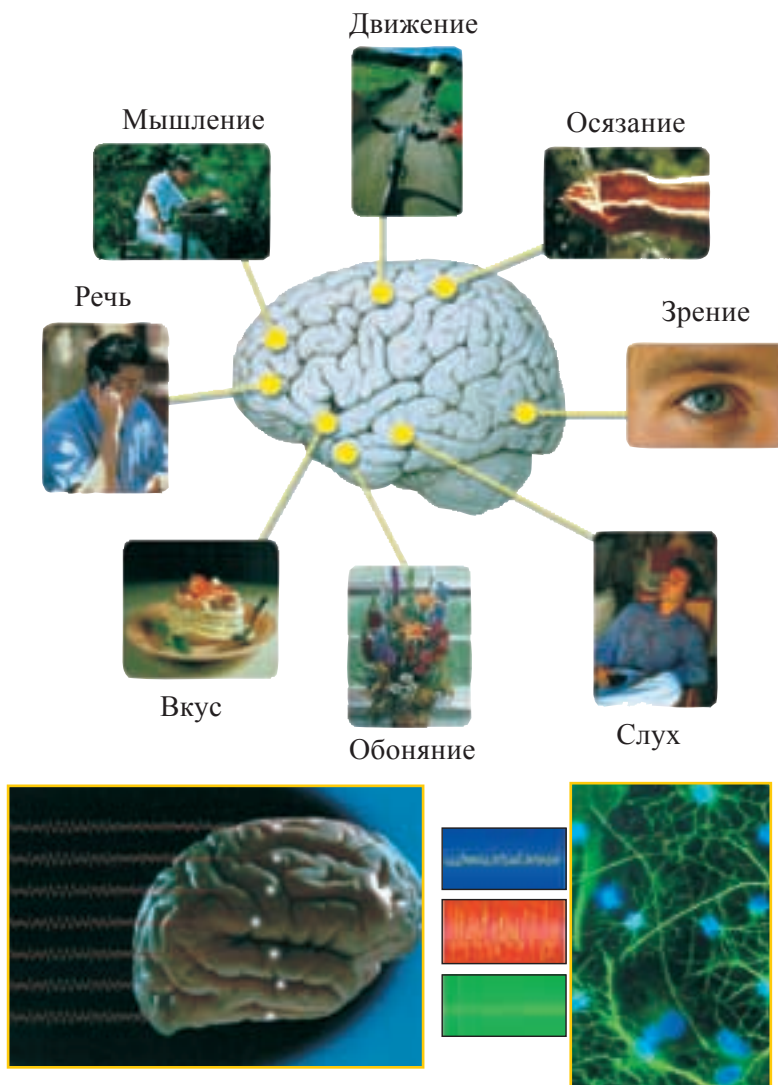 Движение
Мышление
Осязание
Речь
Зрение
Вкус
Обоняние
Слух